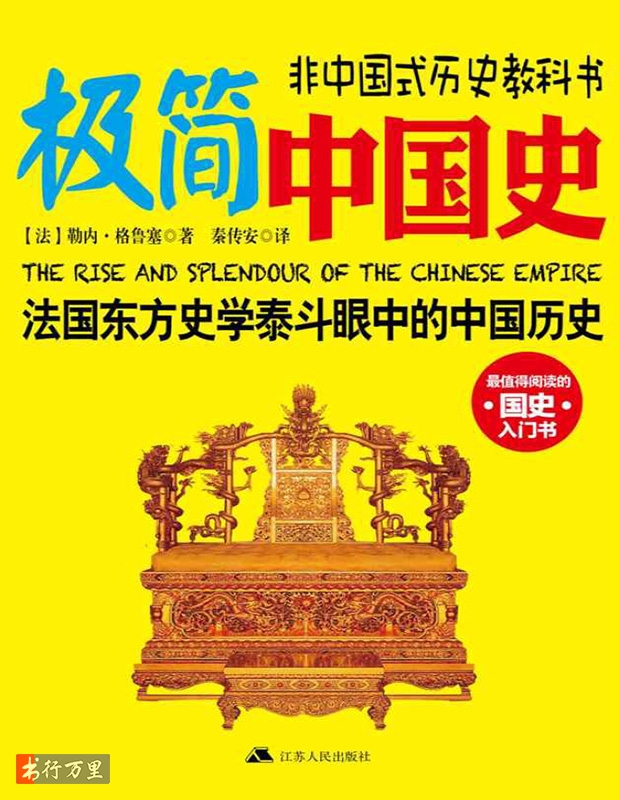 非中国式历史教科书
极简中国史
【法】勒内·格鲁塞◎著 秦传安◎译
THE RISE AND SPLENDOUR OF THE CHINESE EMPIRE
法国东方史学泰斗眼中的中国历史
最值得阅读的
·国史·
入门书
江苏人民出版社
书行万里